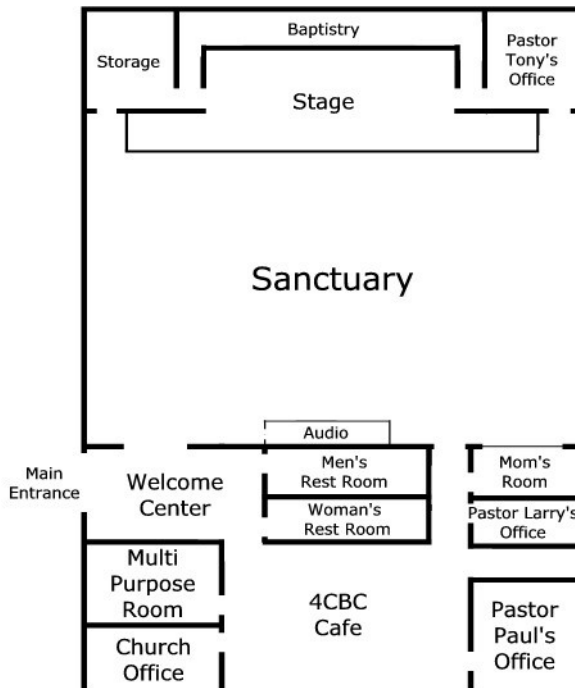 Baptistry
Storage
Pastor
Tony's
Office
Stage
Sanctuary
Audio
Main
Entrance
Welcome
Center
Men's
Rest Room
Mom's
Room
Woman's
Rest Room
Pastor Larry's
Office
Multi
Purpose
Room
4CBC
Cafe
Pastor
Paul's
Office
Church
Office